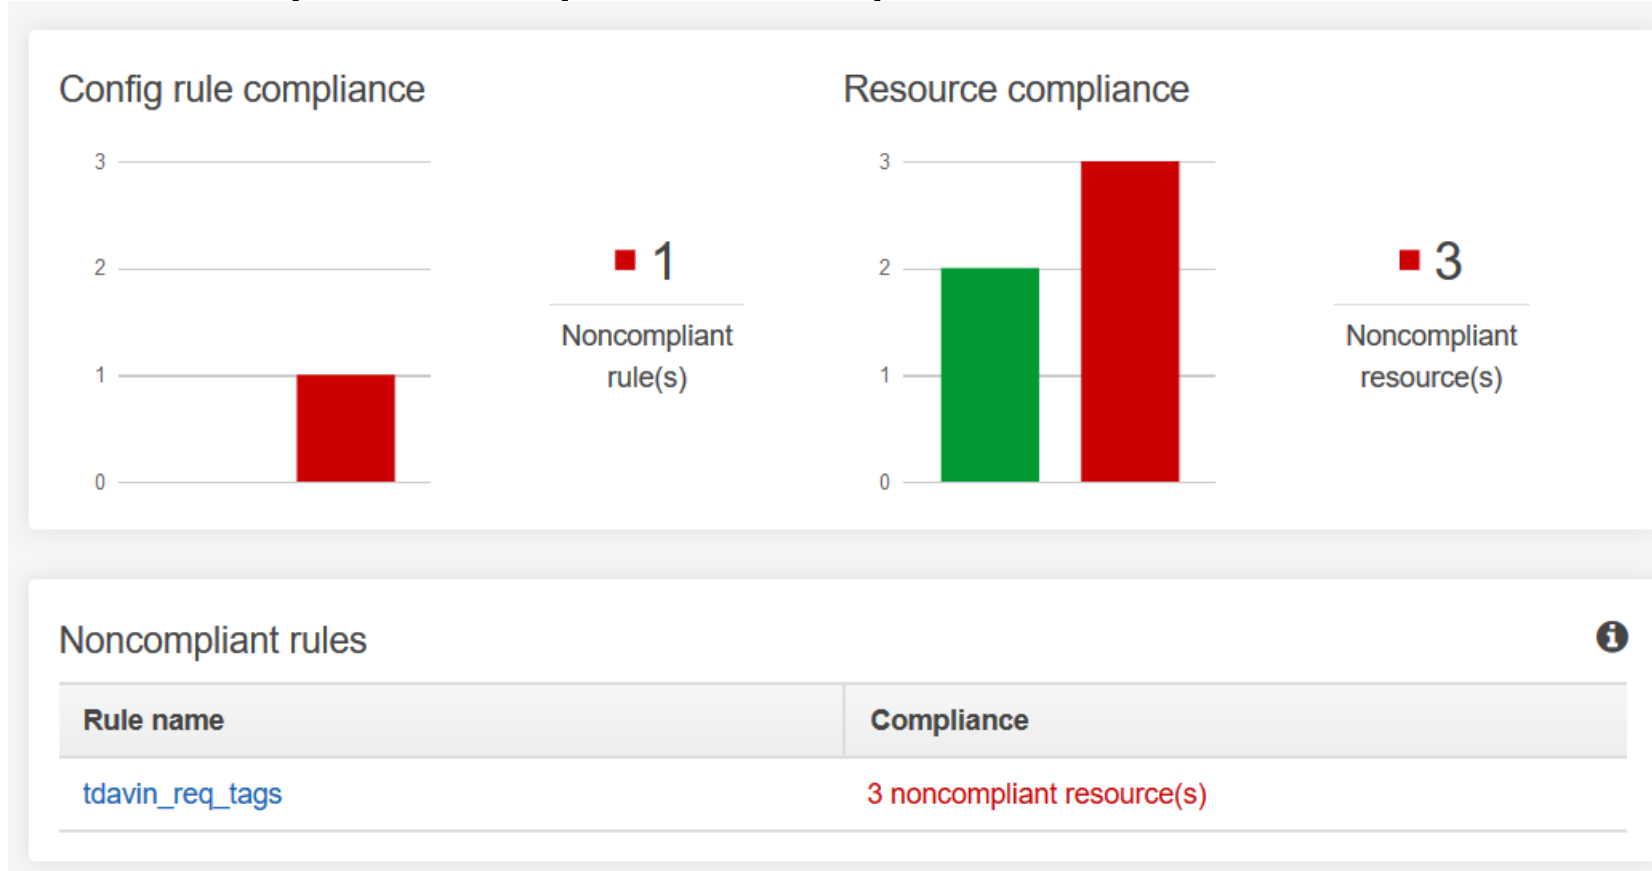 Config rule compliance
3
2
1
0
1
Noncompliant
rule(s)
Resource compliance
3
2
1
0
3
Noncompliant
resource(s)
Noncompliant rules
Rule name Compliance
tdavin_req_tags 3 noncompliant resource(s)